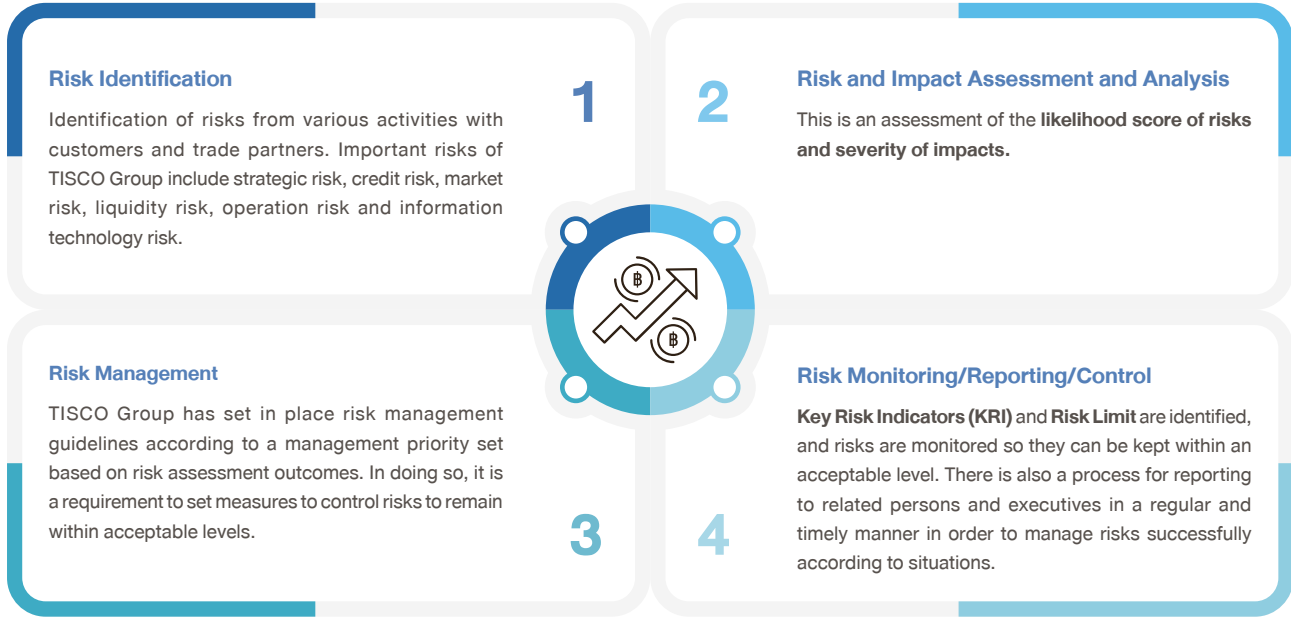 Risk Identification
Identification of risks from various activities with
customers and trade partners. Important risks of
TISCO Group include strategic risk, credit risk, market
risk, liquidity risk, operation risk and information
technology risk.
1
2
Risk and Impact Assessment and Analysis
This is an assessment of the likelihood score of risks
and severity of impacts.
฿
฿
Risk Management
TISCO Group has set in place risk management
guidelines according to a management priority set
based on risk assessment outcomes. In doing so, it is
a requirement to set measures to control risks to remain
within acceptable levels.
3
4
Risk Monitoring/Reporting/Control
Key Risk Indicators (KRI) and Risk Limit are identified,
and risks are monitored so they can be kept within an
acceptable level. There is also a process for reporting
to related persons and executives in a regular and
timely manner in order to manage risks successfully
according to situations.